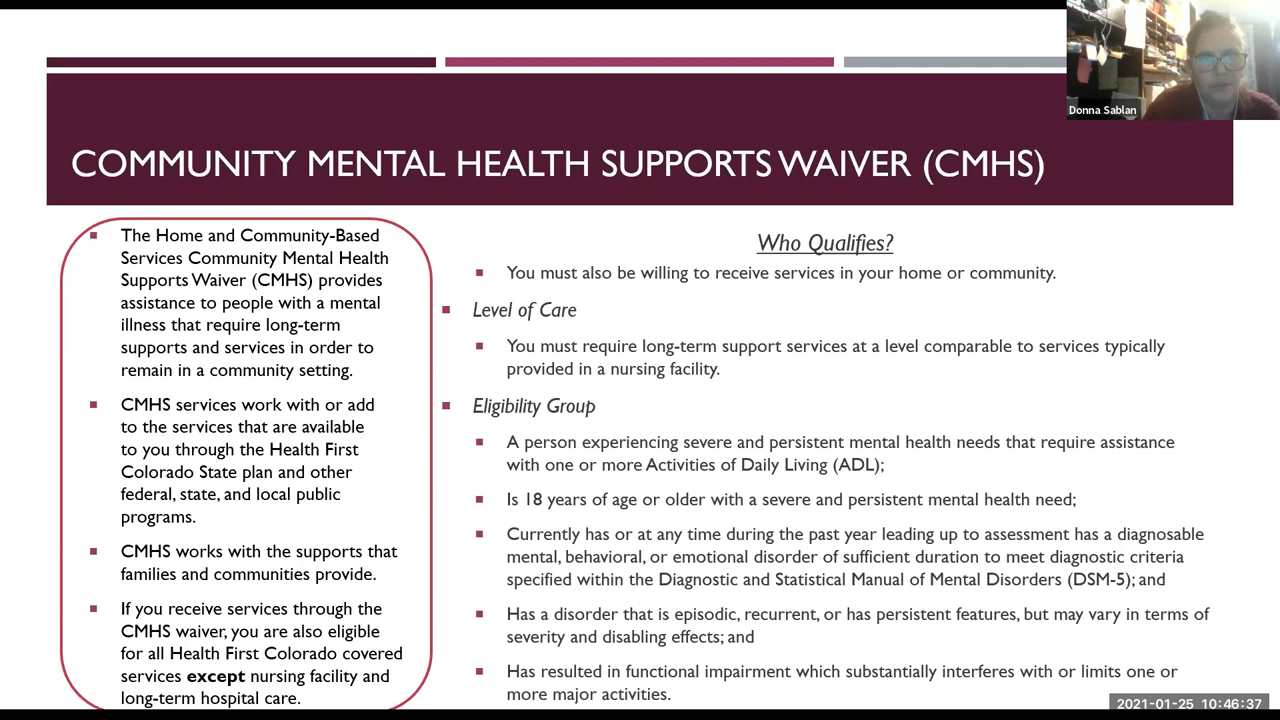 Donna Sablan
COMMUNITY MENTAL HEALTH SUPPORTS WAIVER (CMHS)
The Home and Community-Based
Services Community Mental Health
Supports Waiver (CMHS) provides
assistance to people with a mental
illness that require long-term
supports and services in order to
remain in a community setting.
CMHS services work with or add
to the services that are available
to you through the Health First
Colorado State plan and other
federal, state, and local public
programs.
CMHS works with the supports that
families and communities provide.
If you receive services through the
CMHS waiver, you are also eligible
for all Health First Colorado covered
services except nursing facility and
long-term hospital care.
Who Qualifies?
You must also be willing to receive services in your home or community.
Level of Care
You must require long-term support services at a level comparable to services typically
provided in a nursing facility.
Eligibility Group
A person experiencing severe and persistent mental health needs that require assistance
with one or more Activities of Daily Living (ADL);
Is 18 years of age or older with a severe and persistent mental health need;
Currently has or at any time during the past year leading up to assessment has a diagnosable
mental, behavioral, or emotional disorder of sufficient duration to meet diagnostic criteria
specified within the Diagnostic and Statistical Manual of Mental Disorders (DSM-5); and
Has a disorder that is episodic, recurrent, or has persistent features, but may vary in terms of
severity and disabling effects; and
Has resulted in functional impairment which substantially interferes with or limits one or
more major activities.
2021-01-25 10:46:37